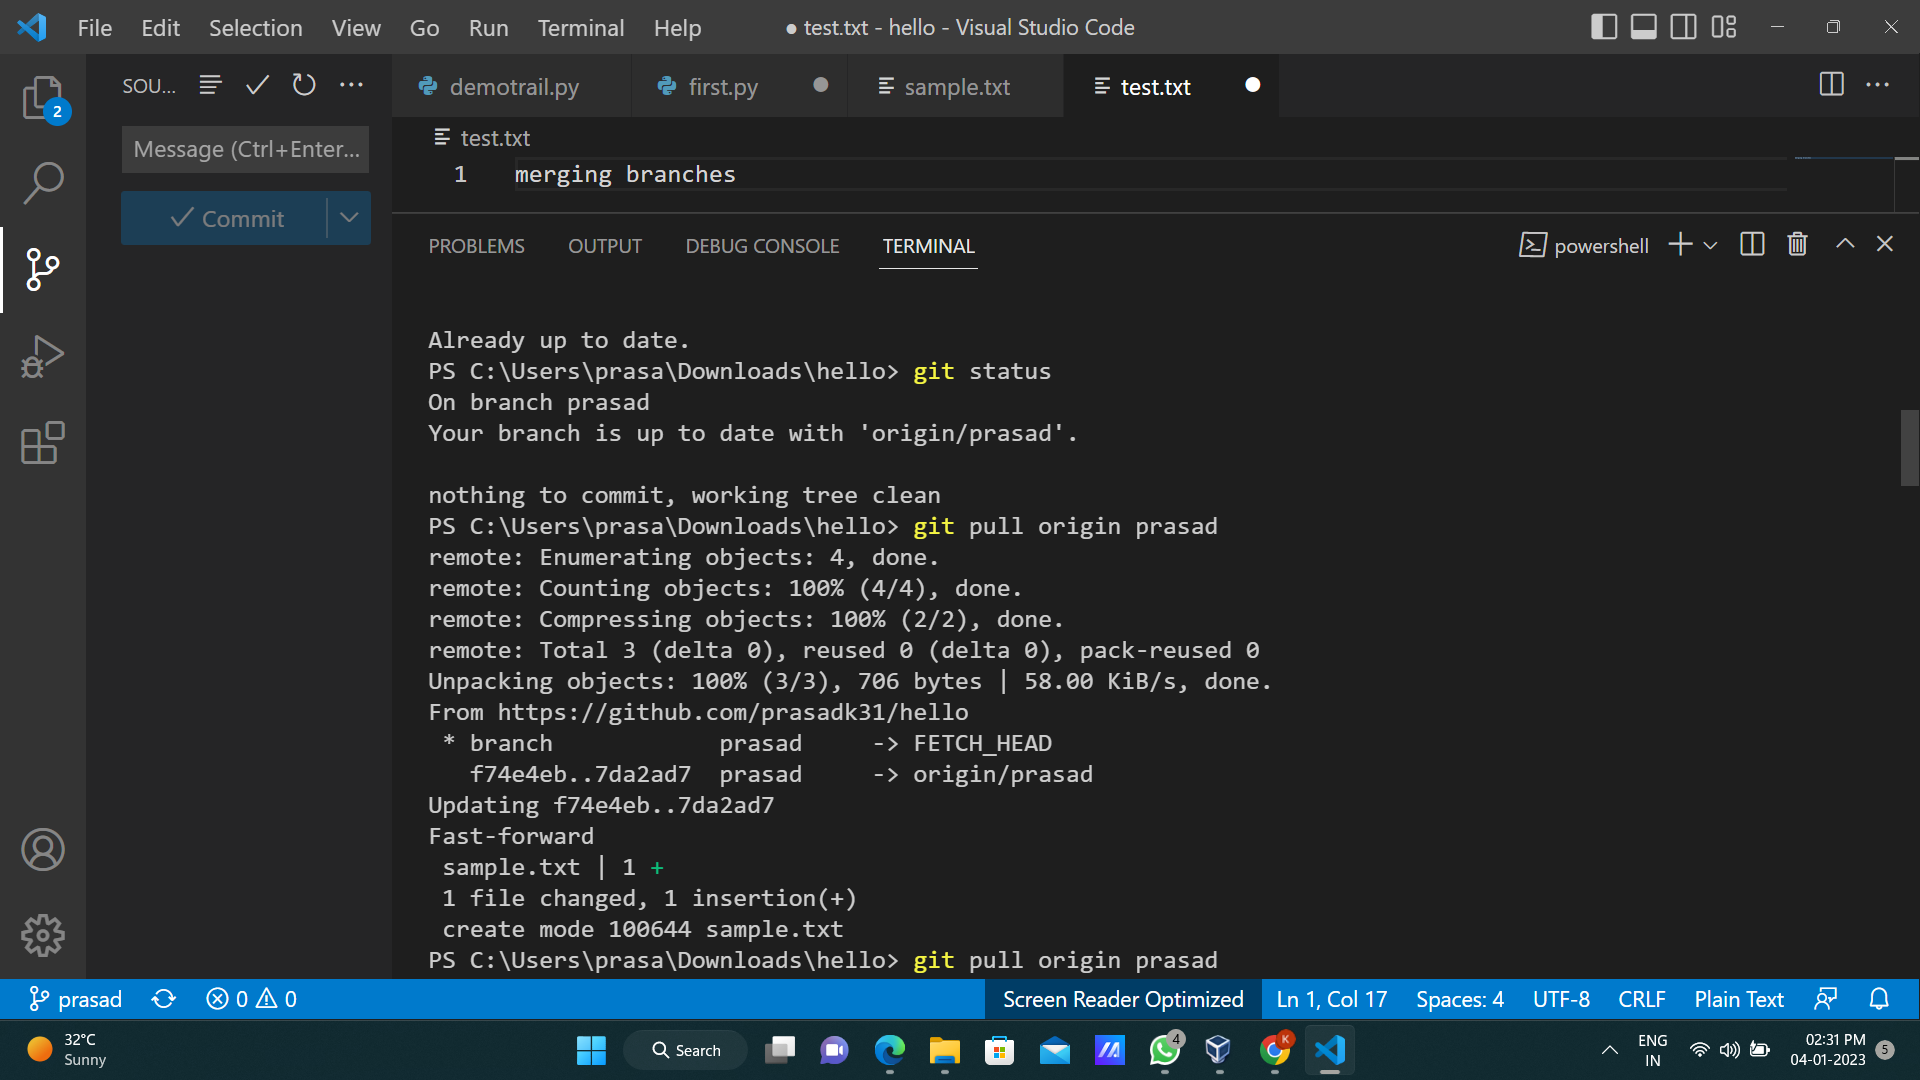 File Edit Selection View Go Run Terminal Help ● test.txt - hello - Visual Studio Code
SOU...
demotrail.py first.py sample.txt test.txt
2
Message (Ctrl+Enter...
test.txt
1 merging branches
Commit
PROBLEMS OUTPUT DEBUG CONSOLE TERMINAL powershell
Already up to date.
PS C:\Users\prasa\Downloads\hello> git status
On branch prasad
Your branch is up to date with 'origin/prasad'.
nothing to commit, working tree clean
PS C:\Users\prasa\Downloads\hello> git pull origin prasad
remote: Enumerating objects: 4, done.
remote: Counting objects: 100% (4/4), done.
remote: Compressing objects: 100% (2/2), done.
remote: Total 3 (delta 0), reused 0 (delta 0), pack-reused 0
Unpacking objects: 100% (3/3), 706 bytes | 58.00 KiB/s, done.
From https://github.com/prasadk31/hello
* branch prasad -> FETCH_HEAD
f74e4eb..7da2ad7 prasad -> origin/prasad
Updating f74e4eb..7da2ad7
Fast-forward
sample.txt | 1 +
1 file changed, 1 insertion(+)
create mode 100644 sample.txt
PS C:\Users\prasa\Downloads\hello> git pull origin prasad
prasad 0 0 Screen Reader Optimized Ln 1, Col 17 Spaces: 4 UTF-8 CRLF Plain Text
32°C
Sunny
Search
4
K
ENG
IN
02:31 PM
04-01-2023
5